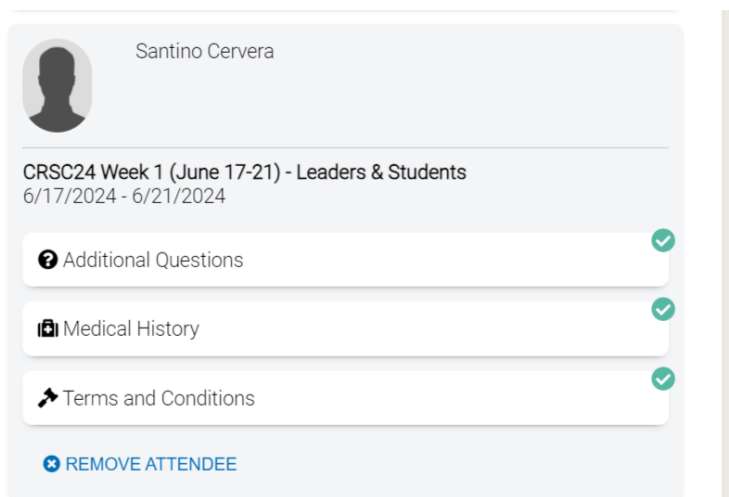 Santino Cervera
CRSC24 Week 1 (June 17-21) - Leaders & Students
6/17/2024 - 6/21/2024
Additional Questions
Medical History
Terms and Conditions
REMOVE ATTENDEE